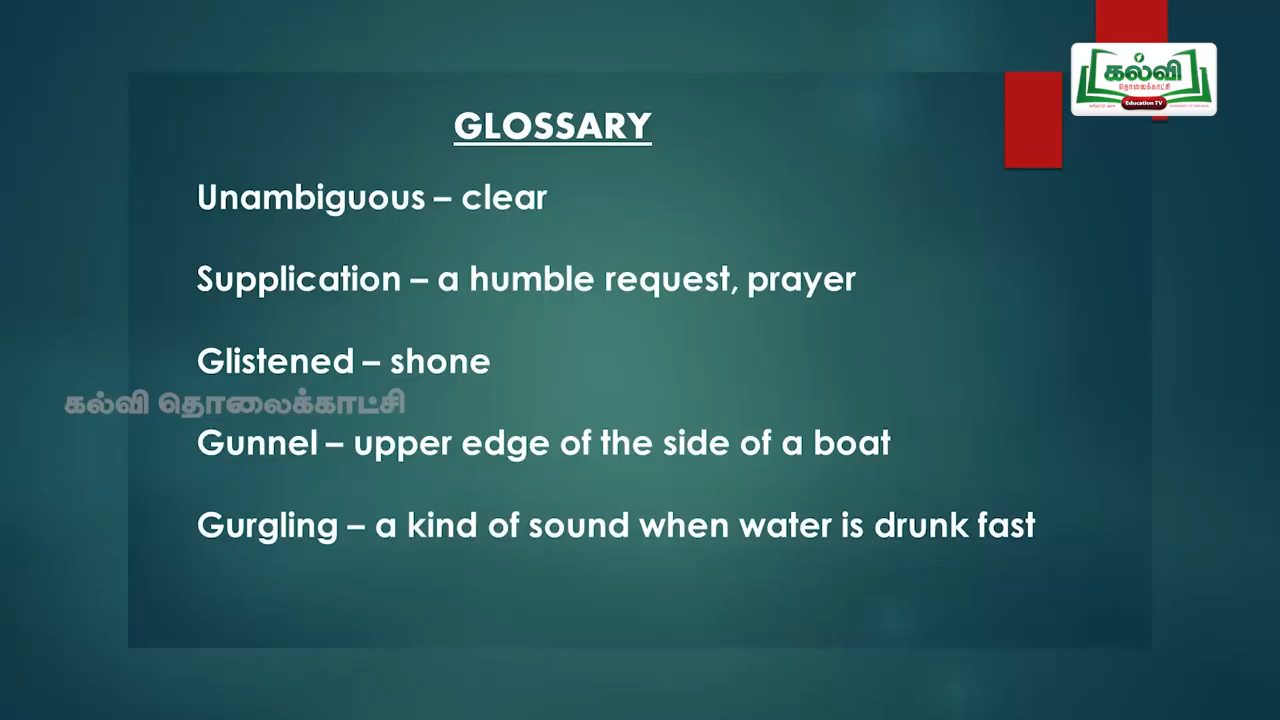 கல்வி
தொலைக்காட்சி
Education TV
GLOSSARY
Unambiguous – clear
Supplication – a humble request, prayer
Glistened – shone
கல்வி தொலைக்காட்சி
Gunnel – upper edge of the side of a boat
Gurgling – a kind of sound when water is drunk fast